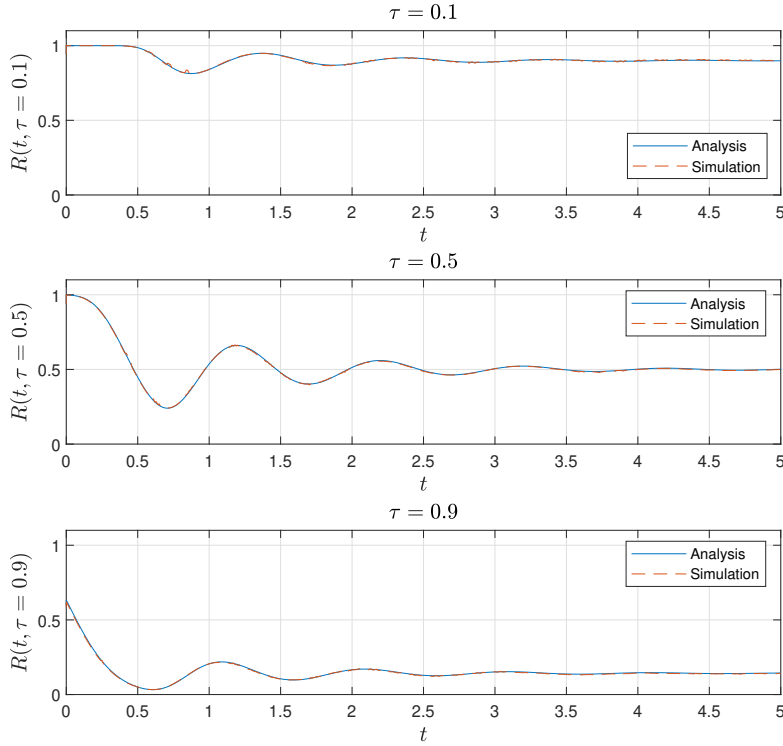 τ = 0.1
R(t, τ = 0.1)
1
0.5
0
Analysis
Simulation
0 0.5 1 1.5 2 2.5 3 3.5 4 4.5 5
t
τ = 0.5
R(t, τ = 0.5)
1
0.5
0
Analysis
Simulation
0 0.5 1 1.5 2 2.5 3 3.5 4 4.5 5
t
τ = 0.9
R(t, τ = 0.9)
1
0.5
0
Analysis
Simulation
0 0.5 1 1.5 2 2.5 3 3.5 4 4.5 5
t